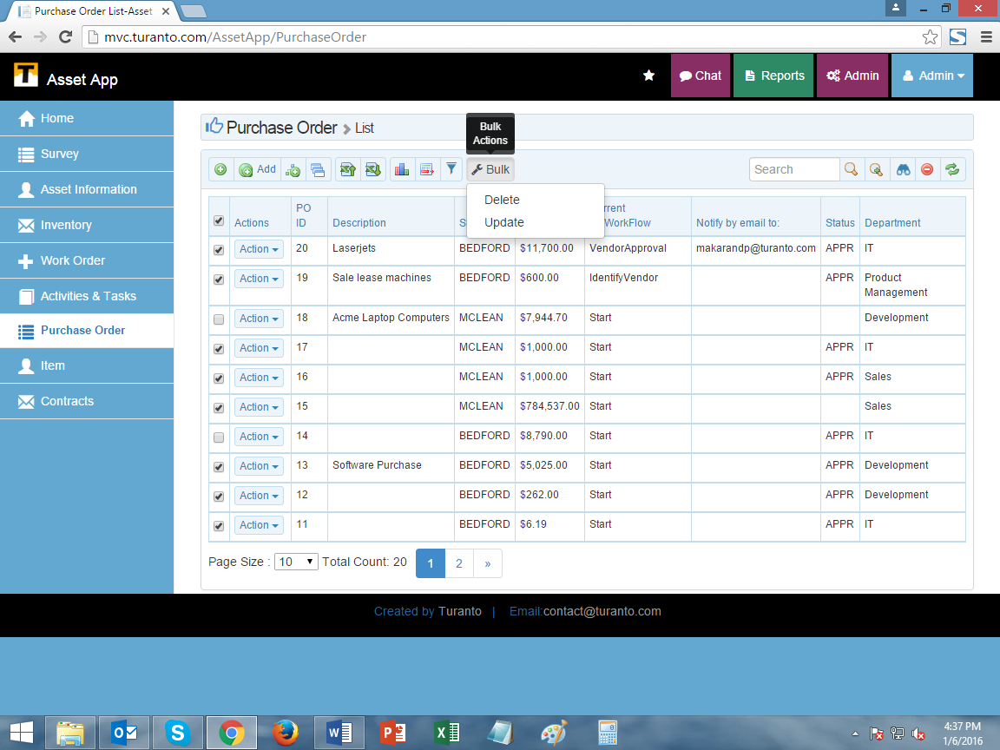 Purchase Order List-Asset
mvc.turanto.com/AssetApp/PurchaseOrder
T Asset App
Chat
Reports
Admin
Admin
Home
Survey
Asset Information
Inventory
Work Order
Activities & Tasks
Purchase Order
Item
Contracts
Purchase Order > List
Bulk
Actions
Add
Bulk
Search
Delete
Update
Actions PO ID Description S rrent WorkFlow Notify by email to: Status Department
Action 20 Laserjets BEDFORD $11,700.00 VendorApproval makarandp@turanto.com APPR IT
Action 19 Sale lease machines BEDFORD $600.00 IdentifyVendor APPR Product Management
Action 18 Acme Laptop Computers MCLEAN $7,944.70 Start Development
Action 17 MCLEAN $1,000.00 Start APPR IT
Action 16 MCLEAN $1,000.00 Start APPR Sales
Action 15 MCLEAN $784,537.00 Start Sales
Action 14 BEDFORD $8,790.00 Start APPR IT
Action 13 Software Purchase BEDFORD $5,025.00 Start APPR Development
Action 12 BEDFORD $262.00 Start APPR Development
Action 11 BEDFORD $6.19 Start APPR IT
Page Size : 10 Total Count: 20 1 2 »
Created by Turanto | Email:contact@turanto.com
4:37 PM
1/6/2016